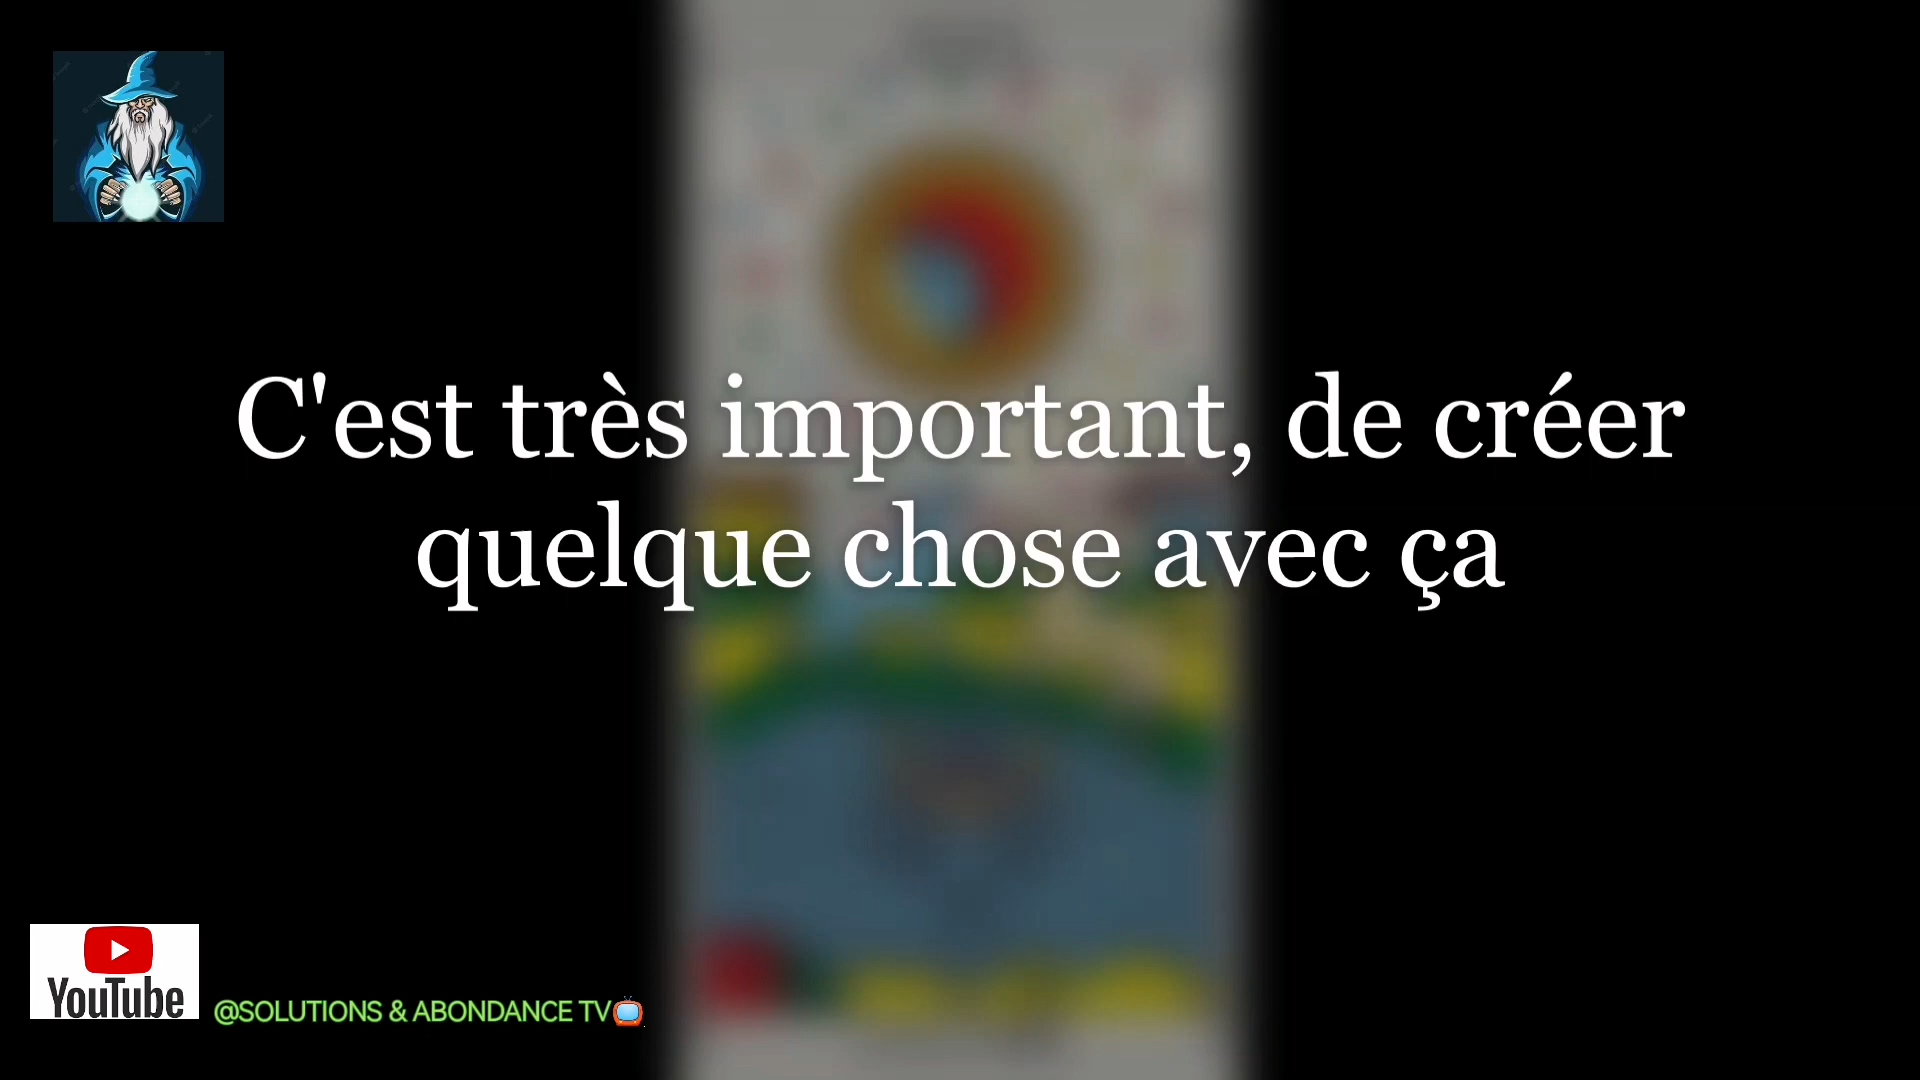 C'est très important, de créer
quelque chose avec ça
YouTube
@SOLUTIONS & ABONDANCE TV